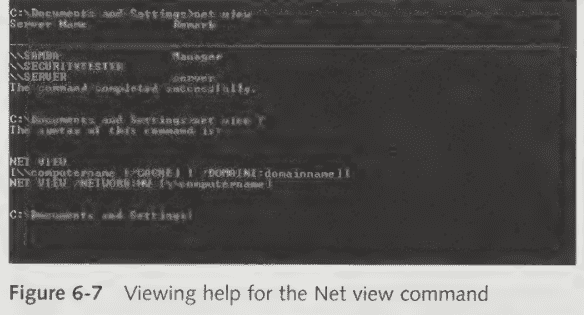 C:\Documents and Settings>net view
Server Name Remark
\\SAMBA Manager
\\SECURITYTESTER
\\SERVER server
The command completed successfully.
C:\Documents and Settings>net view
The syntax of this command is:
NET VIEW
[\\computername [/CACHE] | /DOMAIN[:domainname]]
NET VIEW /NETWORK:NW [\\computername]
C:\Documents and Settings>
Figure 6-7 Viewing help for the Net view command